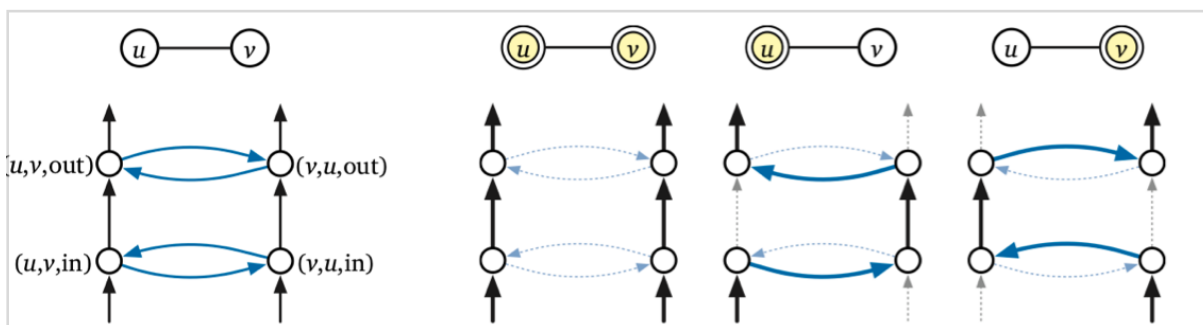 u v u v u v u v
(u,v,out) (v,u,out)
(u,v,in) (v,u,in)